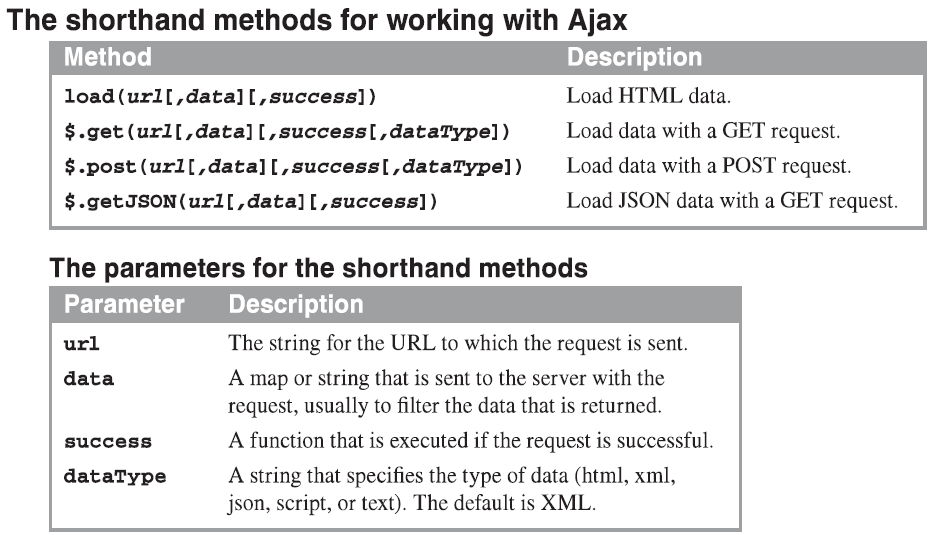 The shorthand methods for working with Ajax
Method Description
load(url[,data][,success]) Load HTML data.
$.get(url[,data][,success[,dataType]) Load data with a GET request.
$.post(url[,data][,success[,dataType]) Load data with a POST request.
$.getJSON(url[,data][,success]) Load JSON data with a GET request.
The parameters for the shorthand methods
Parameter Description
url The string for the URL to which the request is sent.
data A map or string that is sent to the server with the
request, usually to filter the data that is returned.
success A function that is executed if the request is successful.
dataType A string that specifies the type of data (html, xml,
json, script, or text). The default is XML.